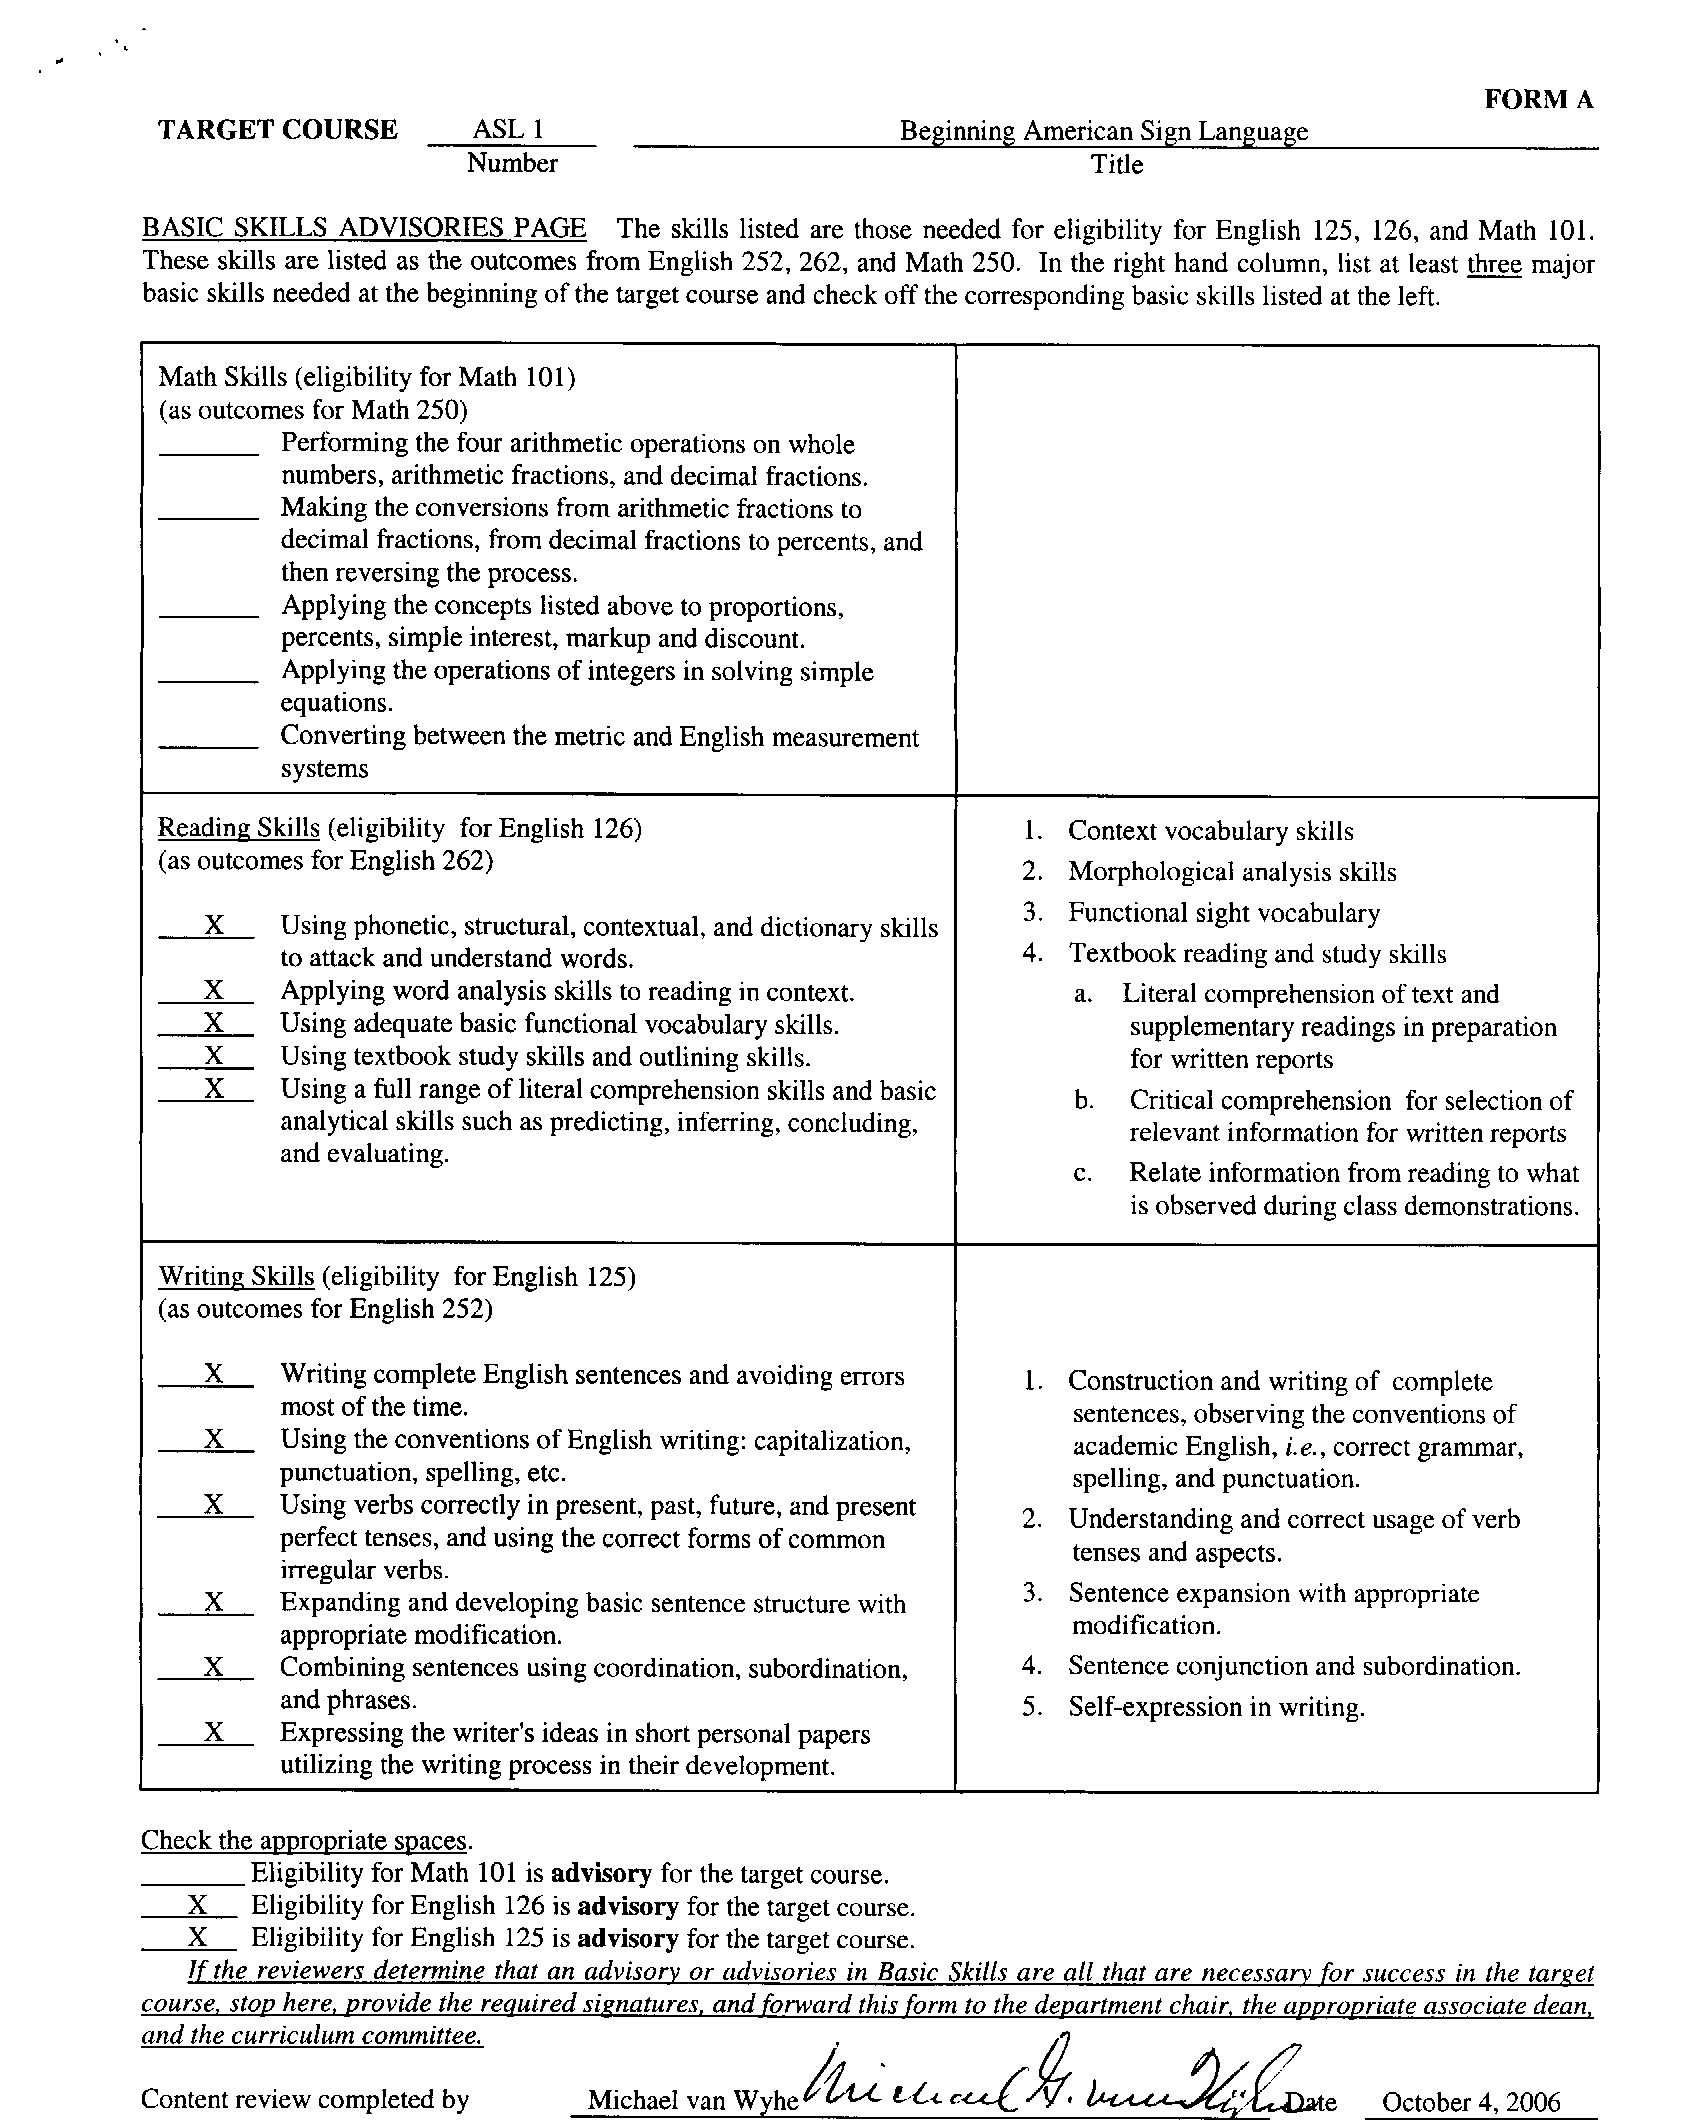 FORM A
TARGET COURSE ASL 1 Beginning American Sign Language
Number Title
BASIC SKILLS ADVISORIES PAGE The skills listed are those needed for eligibility for English 125, 126, and Math 101.
These skills are listed as the outcomes from English 252, 262, and Math 250. In the right hand column, list at least three major
basic skills needed at the beginning of the target course and check off the corresponding basic skills listed at the left.
Math Skills (eligibility for Math 101)
(as outcomes for Math 250)
Performing the four arithmetic operations on whole
numbers, arithmetic fractions, and decimal fractions.
Making the conversions from arithmetic fractions to
decimal fractions, from decimal fractions to percents, and
then reversing the process.
Applying the concepts listed above to proportions,
percents, simple interest, markup and discount.
Applying the operations of integers in solving simple
equations.
Converting between the metric and English measurement
systems
Reading Skills (eligibility for English 126)
(as outcomes for English 262)
X Using phonetic, structural, contextual, and dictionary skills
to attack and understand words.
X Applying word analysis skills to reading in context.
X Using adequate basic functional vocabulary skills.
X Using textbook study skills and outlining skills.
X Using a full range of literal comprehension skills and basic
analytical skills such as predicting, inferring, concluding,
and evaluating.
1. Context vocabulary skills
2. Morphological analysis skills
3. Functional sight vocabulary
4. Textbook reading and study skills
a. Literal comprehension of text and
supplementary readings in preparation
for written reports
b. Critical comprehension for selection of
relevant information for written reports
c. Relate information from reading to what
is observed during class demonstrations.
Writing Skills (eligibility for English 125)
(as outcomes for English 252)
X Writing complete English sentences and avoiding errors
most of the time.
X Using the conventions of English writing: capitalization,
punctuation, spelling, etc.
X Using verbs correctly in present, past, future, and present
perfect tenses, and using the correct forms of common
irregular verbs.
X Expanding and developing basic sentence structure with
appropriate modification.
X Combining sentences using coordination, subordination,
and phrases.
X Expressing the writer's ideas in short personal papers
utilizing the writing process in their development.
1. Construction and writing of complete
sentences, observing the conventions of
academic English, i.e., correct grammar,
spelling, and punctuation.
2. Understanding and correct usage of verb
tenses and aspects.
3. Sentence expansion with appropriate
modification.
4. Sentence conjunction and subordination.
5. Self-expression in writing.
Check the appropriate spaces.
Eligibility for Math 101 is advisory for the target course.
X Eligibility for English 126 is advisory for the target course.
X Eligibility for English 125 is advisory for the target course.
If the reviewers determine that an advisory or advisories in Basic Skills are all that are necessary for success in the target
course, stop here, provide the required signatures, and forward this form to the department chair, the appropriate associate dean,
and the curriculum committee.
Content review completed by Michael van Wyhe Michael G. van Wyhe Date October 4, 2006